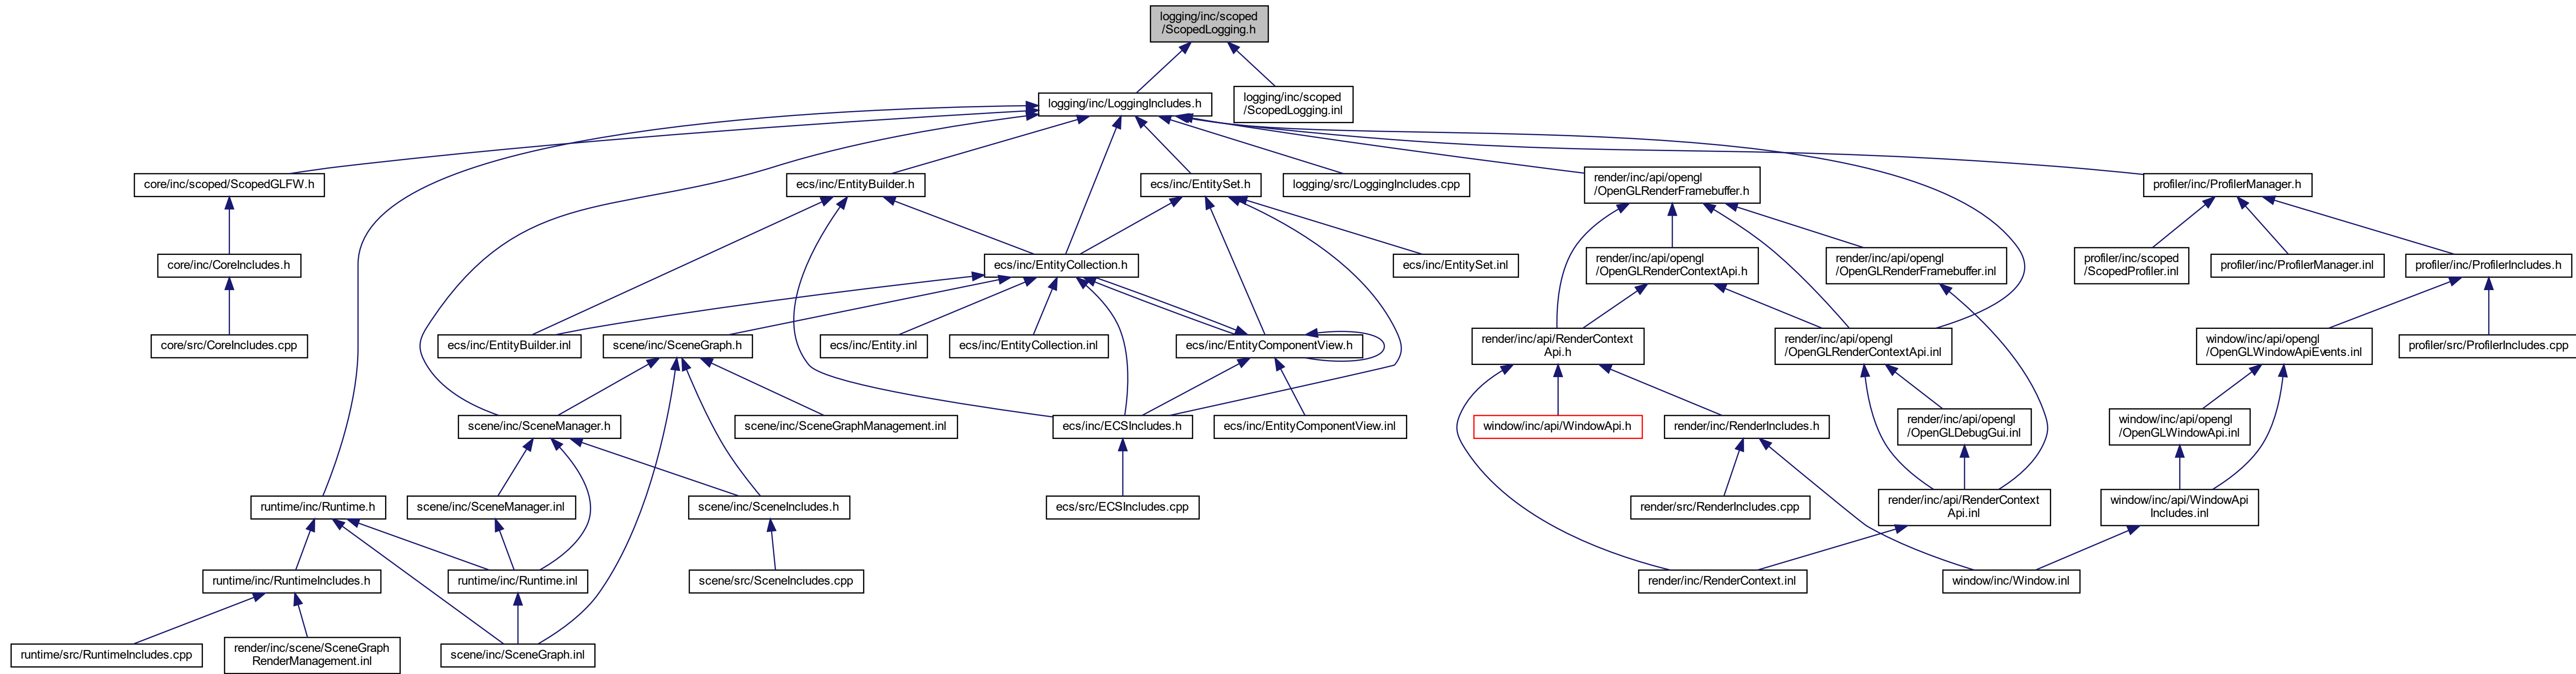 logging/inc/scoped
/ScopedLogging.h
logging/inc/LoggingIncludes.h
logging/inc/scoped
/ScopedLogging.inl
core/inc/scoped/ScopedGLFW.h
ecs/inc/EntityBuilder.h
ecs/inc/EntitySet.h
logging/src/LoggingIncludes.cpp
render/inc/api/opengl
/OpenGLRenderFramebuffer.h
profiler/inc/ProfilerManager.h
core/inc/CoreIncludes.h
ecs/inc/EntityCollection.h
ecs/inc/EntitySet.inl
render/inc/api/opengl
/OpenGLRenderContextApi.h
render/inc/api/opengl
/OpenGLRenderFramebuffer.inl
profiler/inc/scoped
/ScopedProfiler.inl
profiler/inc/ProfilerManager.inl
profiler/inc/ProfilerIncludes.h
core/src/CoreIncludes.cpp
ecs/inc/EntityBuilder.inl
scene/inc/SceneGraph.h
ecs/inc/Entity.inl
ecs/inc/EntityCollection.inl
ecs/inc/EntityComponentView.h
render/inc/api/RenderContext
Api.h
render/inc/api/opengl
/OpenGLRenderContextApi.inl
window/inc/api/opengl
/OpenGLWindowApiEvents.inl
profiler/src/ProfilerIncludes.cpp
scene/inc/SceneManager.h
scene/inc/SceneGraphManagement.inl
ecs/inc/ECSIncludes.h
ecs/inc/EntityComponentView.inl
window/inc/api/WindowApi.h
render/inc/RenderIncludes.h
render/inc/api/opengl
/OpenGLDebugGui.inl
window/inc/api/opengl
/OpenGLWindowApi.inl
runtime/inc/Runtime.h
scene/inc/SceneManager.inl
scene/inc/SceneIncludes.h
ecs/src/ECSIncludes.cpp
render/src/RenderIncludes.cpp
render/inc/api/RenderContext
Api.inl
window/inc/api/WindowApi
Includes.inl
runtime/inc/RuntimeIncludes.h
runtime/inc/Runtime.inl
scene/src/SceneIncludes.cpp
render/inc/RenderContext.inl
window/inc/Window.inl
runtime/src/RuntimeIncludes.cpp
render/inc/scene/SceneGraph
RenderManagement.inl
scene/inc/SceneGraph.inl